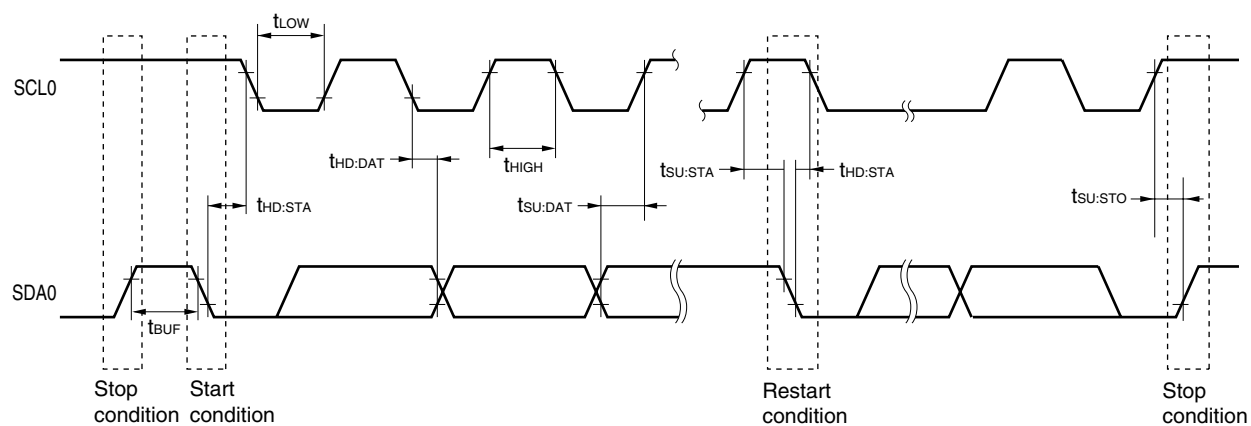 tLOW
SCL0
tHD:DAT
tHIGH
tSU:STA
tHD:STA
tHD:STA
tSU:DAT
tSU:STO
SDA0
tBUF
Stop
condition
Start
condition
Restart
condition
Stop
condition